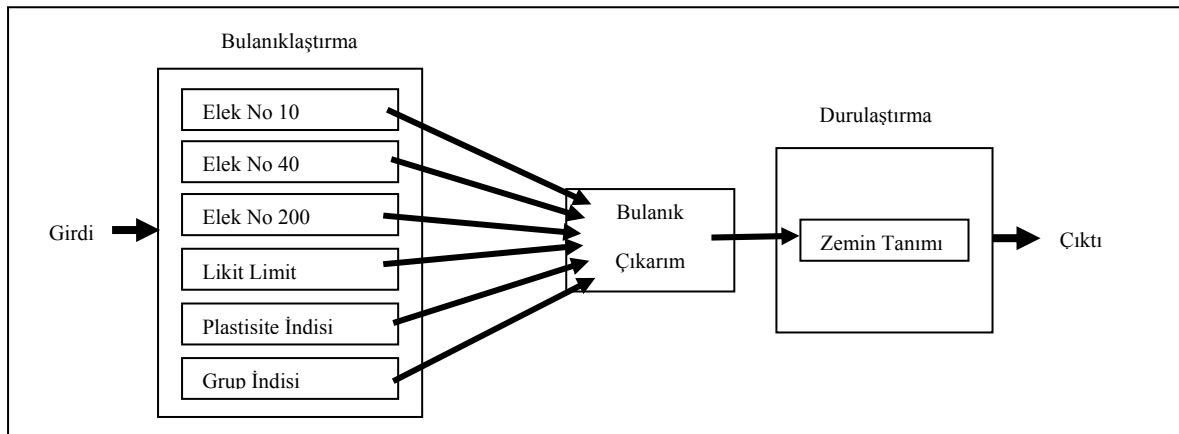 Bulanıklaştırma
Elek No 10
Elek No 40
Elek No 200
Likit Limit
Plastisite İndisi
Grup İndisi
Girdi
Bulanık
Çıkarım
Durulaştırma
Zemin Tanımı
Çıktı